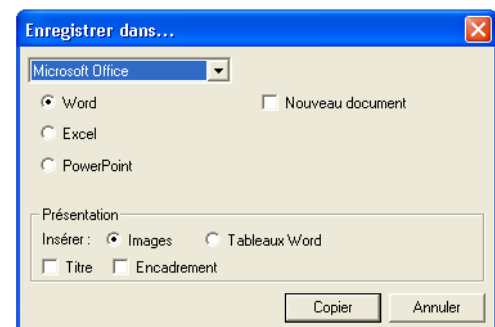 Enregistrer dans...
Microsoft Office
Word Nouveau document
Excel
PowerPoint
Présentation
Insérer : Images Tableaux Word
Titre Encadrement
Copier Annuler